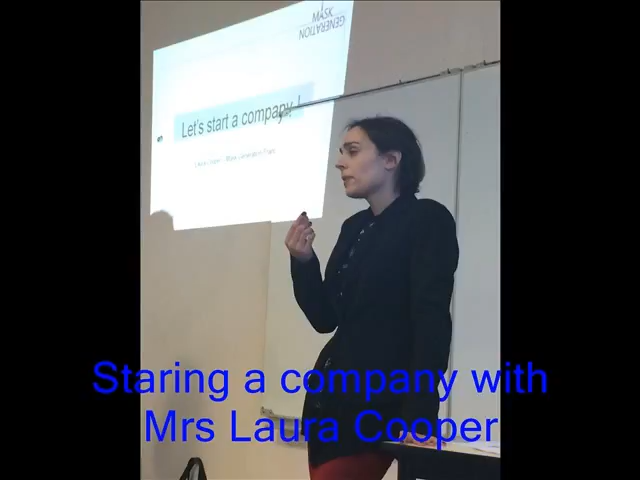 MASK
GENERATION
Let's start a company !
Staring a company with
Mrs Laura Cooper